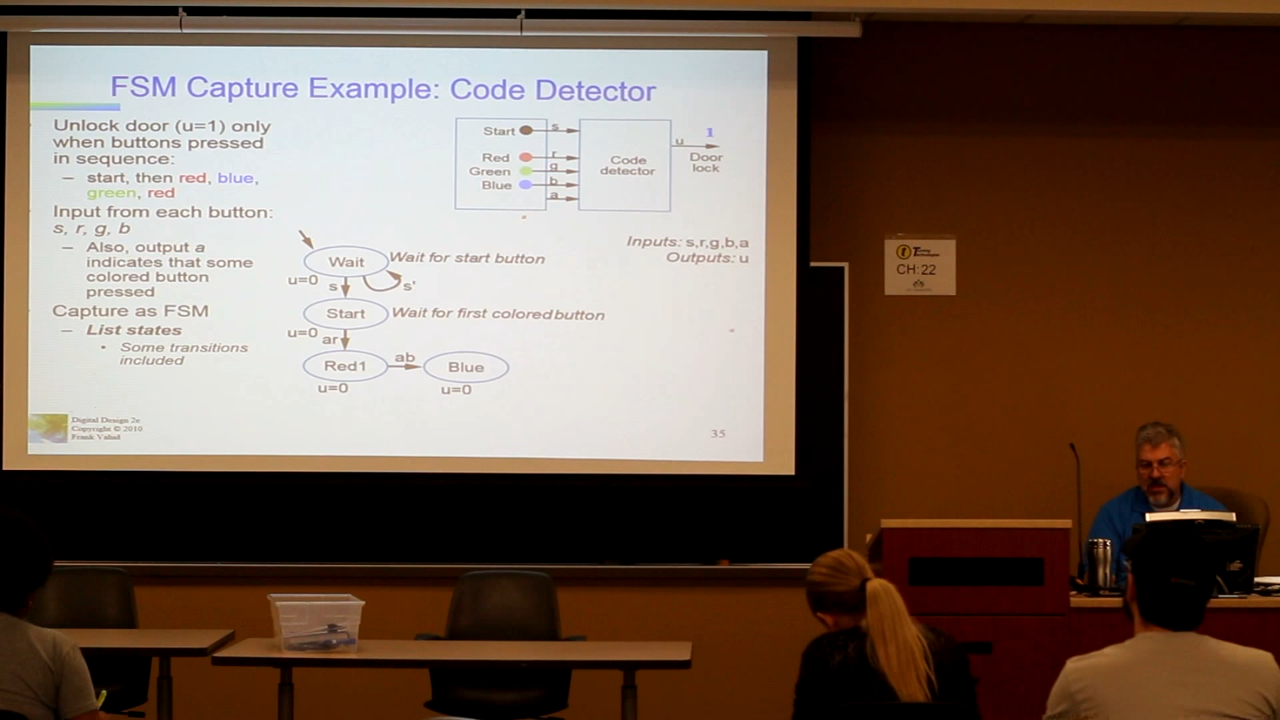 FSM Capture Example: Code Detector
Unlock door (u=1) only
when buttons pressed
in sequence:
– start, then red, blue,
green, red
Input from each button:
s, r, g, b
– Also, output a
indicates that some
colored button
pressed
Capture as FSM
– List states
• Some transitions
included
Start
s
Red
r
Green
g
Blue
b
a
Code
detector
u
1
Door
lock
Inputs: s,r,g,b,a
Outputs: u
Wait
Wait for start button
u=0
s
s'
Start
Wait for first colored button
u=0
ar
Red1
ab
Blue
u=0
u=0
Digital Design 2e
Copyright © 2010
Frank Vahid
35
CH: 22